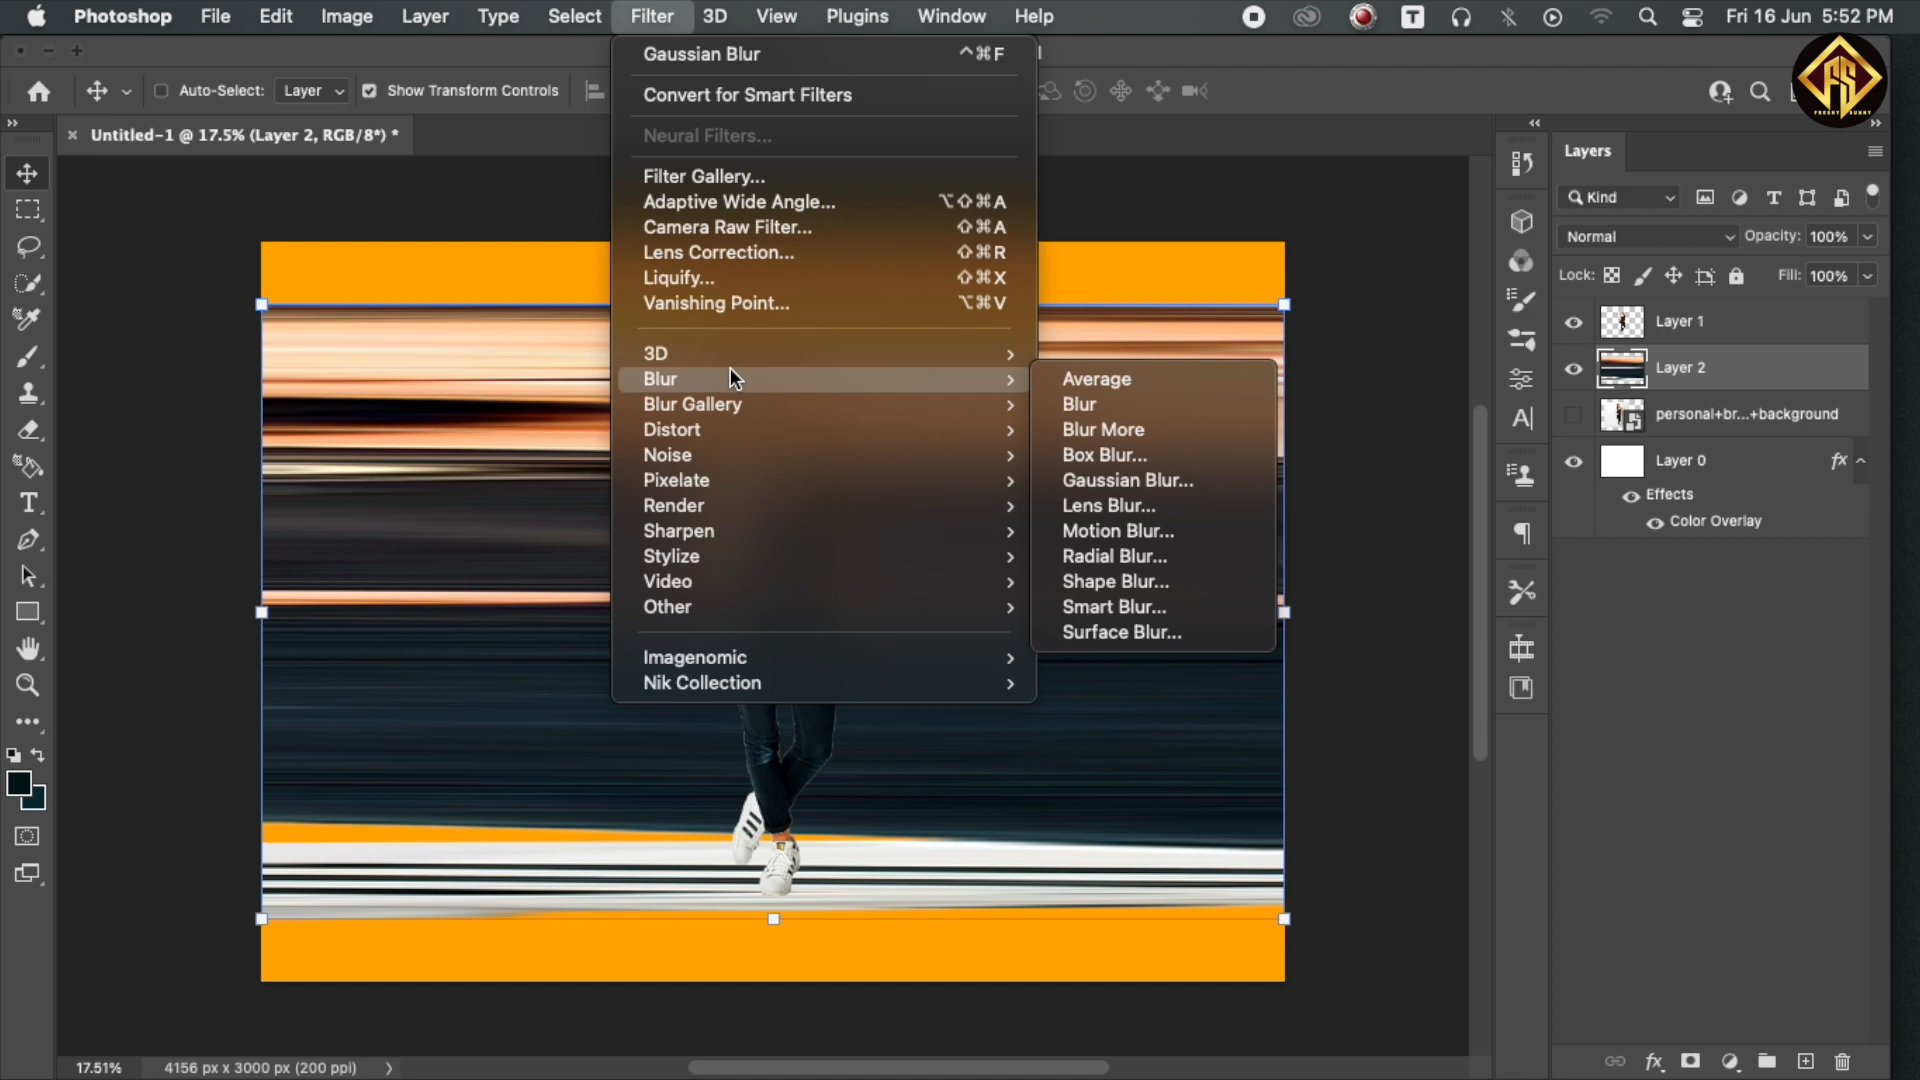 Photoshop File Edit Image Layer Type Select Filter 3D View Plugins Window Help T Fri 16 Jun 5:52 PM
Auto-Select: Layer Show Transform Controls
FS
FRESHY SUNNY
Untitled-1 @ 17.5% (Layer 2, RGB/8*) *
Gaussian Blur ^⌘F
Convert for Smart Filters
Neural Filters...
Filter Gallery...
Adaptive Wide Angle... ⌥⇧⌘A
Camera Raw Filter... ⇧⌘A
Lens Correction... ⇧⌘R
Liquify... ⇧⌘X
Vanishing Point... ⌥⌘V
3D
Blur
Blur Gallery
Distort
Noise
Pixelate
Render
Sharpen
Stylize
Video
Other
Imagenomic
Nik Collection
Average
Blur
Blur More
Box Blur...
Gaussian Blur...
Lens Blur...
Motion Blur...
Radial Blur...
Shape Blur...
Smart Blur...
Surface Blur...
Layers
Kind
Normal Opacity: 100%
Lock: Fill: 100%
Layer 1
Layer 2
personal+br...+background
Layer 0 fx
Effects
Color Overlay
17.51% 4156 px x 3000 px (200 ppi)
fx